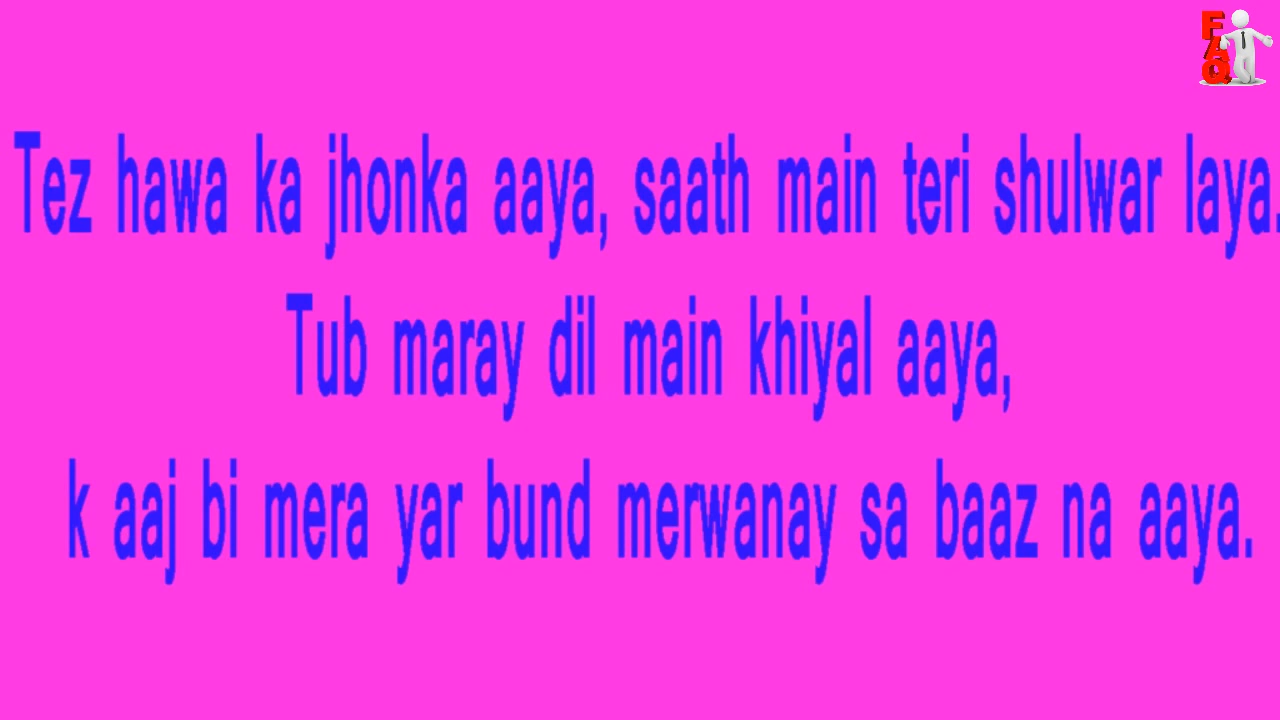 FAQ
Tez hawa ka jhonka aaya, saath main teri shulwar laya.
Tub maray dil main khiyal aaya,
k aaj bi mera yar bund merwanay sa baaz na aaya.